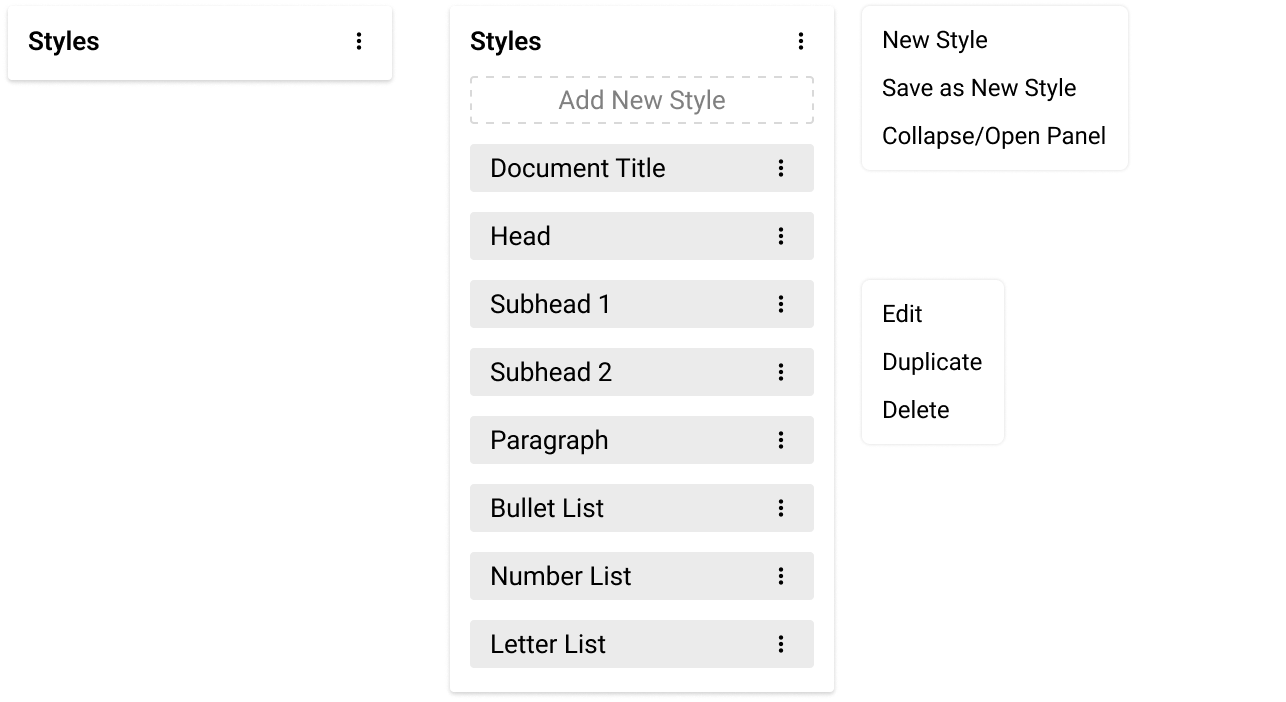 Styles
Styles
Add New Style
Document Title
Head
Subhead 1
Subhead 2
Paragraph
Bullet List
Number List
Letter List
New Style
Save as New Style
Collapse/Open Panel
Edit
Duplicate
Delete